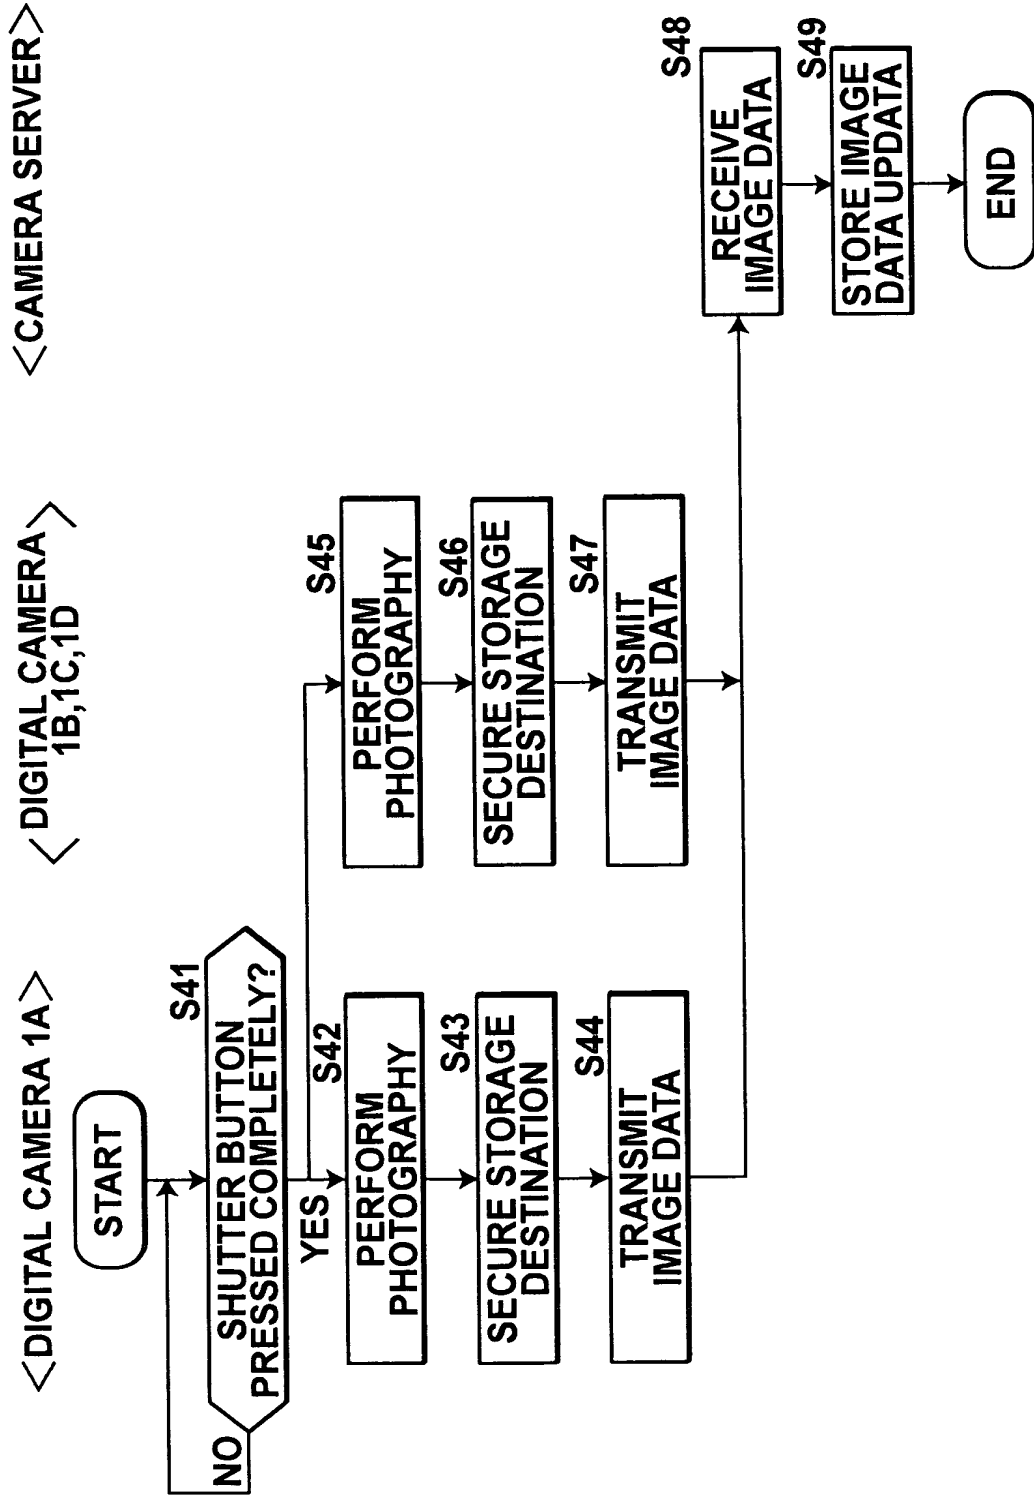 <DIGITAL CAMERA 1A>
START
S41
SHUTTER BUTTON
PRESSED COMPLETELY?
NO
YES
S42
PERFORM
PHOTOGRAPHY
S43
SECURE STORAGE
DESTINATION
S44
TRANSMIT
IMAGE DATA
<DIGITAL CAMERA
1B,1C,1D>
S45
PERFORM
PHOTOGRAPHY
S46
SECURE STORAGE
DESTINATION
S47
TRANSMIT
IMAGE DATA
<CAMERA SERVER>
S48
RECEIVE
IMAGE DATA
S49
STORE IMAGE
DATA UPDATA
END